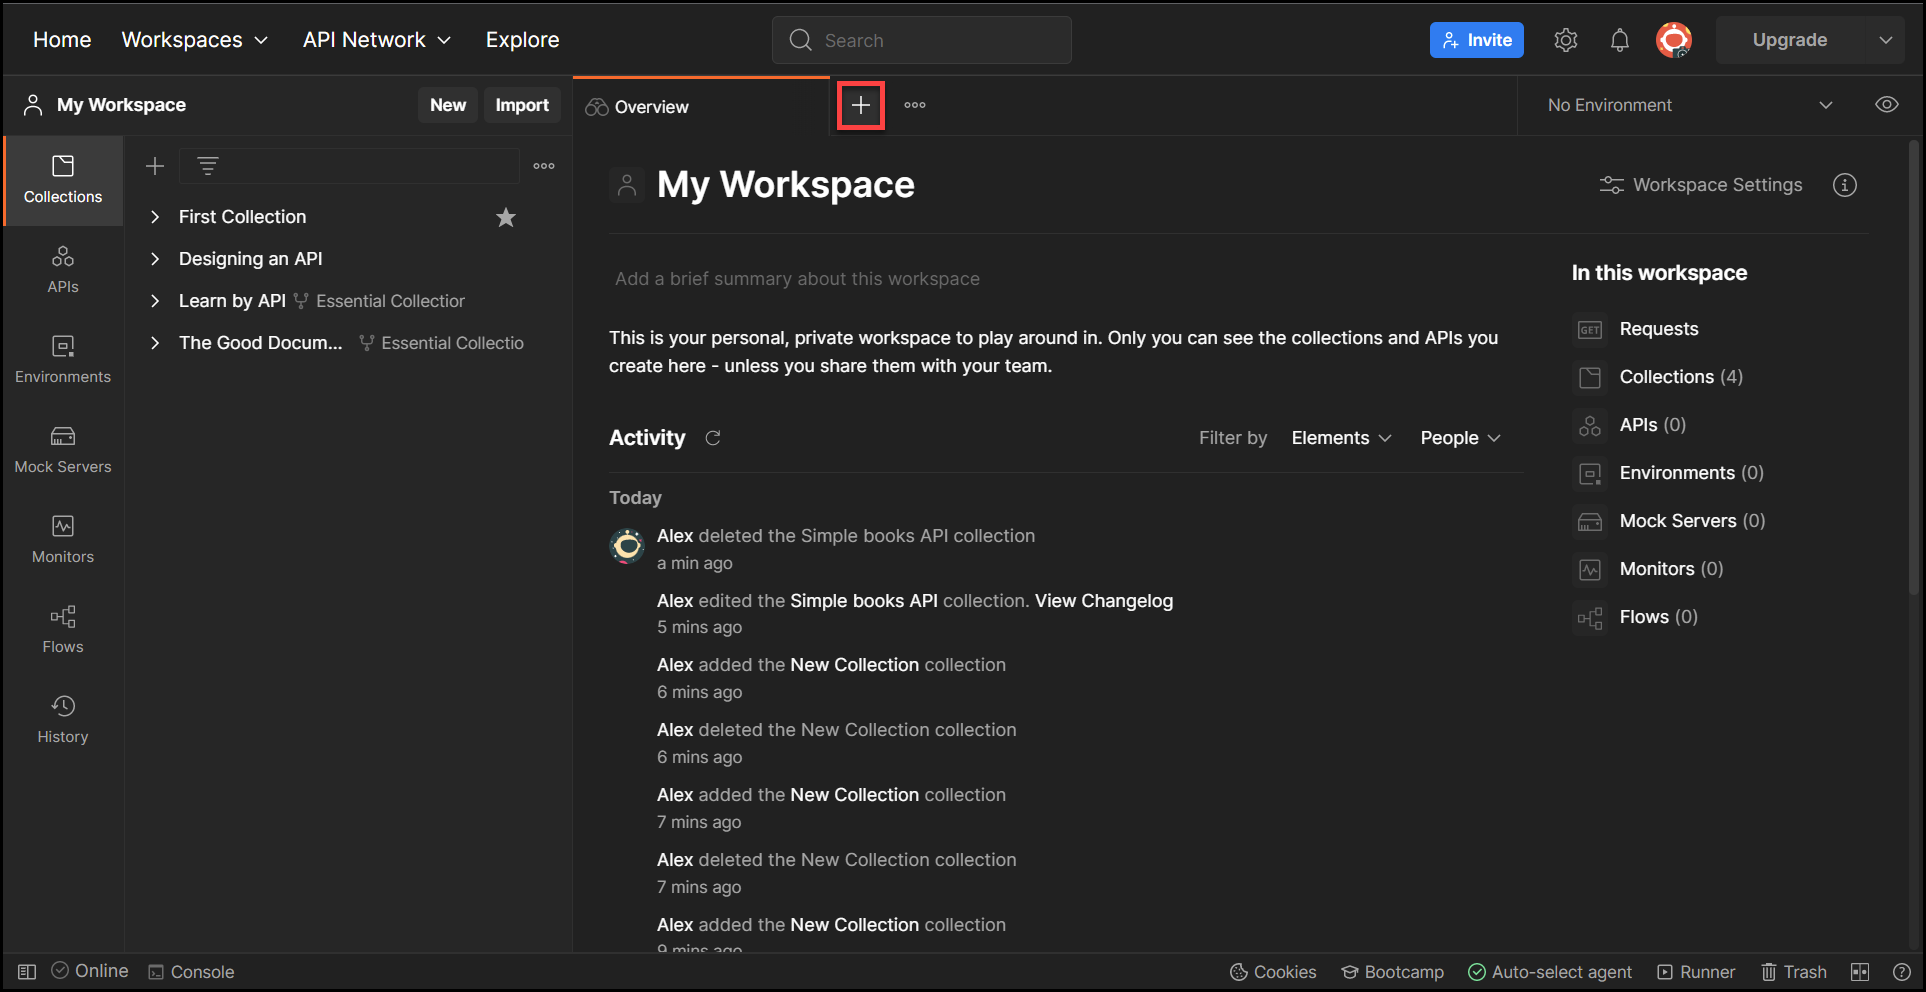 Home Workspaces API Network Explore Search Invite Upgrade
My Workspace New Import Overview No Environment
Collections
APIs
Environments
Mock Servers
Monitors
Flows
History
First Collection
Designing an API
Learn by API Essential Collection
The Good Docum... Essential Collectio
My Workspace
Workspace Settings
Add a brief summary about this workspace
This is your personal, private workspace to play around in. Only you can see the collections and APIs you
create here - unless you share them with your team.
Activity Filter by Elements People
Today
Alex deleted the Simple books API collection
a min ago
Alex edited the Simple books API collection. View Changelog
5 mins ago
Alex added the New Collection collection
6 mins ago
Alex deleted the New Collection collection
6 mins ago
Alex added the New Collection collection
7 mins ago
Alex deleted the New Collection collection
7 mins ago
Alex added the New Collection collection
9 mins ago
In this workspace
GET Requests
Collections (4)
APIs (0)
Environments (0)
Mock Servers (0)
Monitors (0)
Flows (0)
Online Console Cookies Bootcamp Auto-select agent Runner Trash